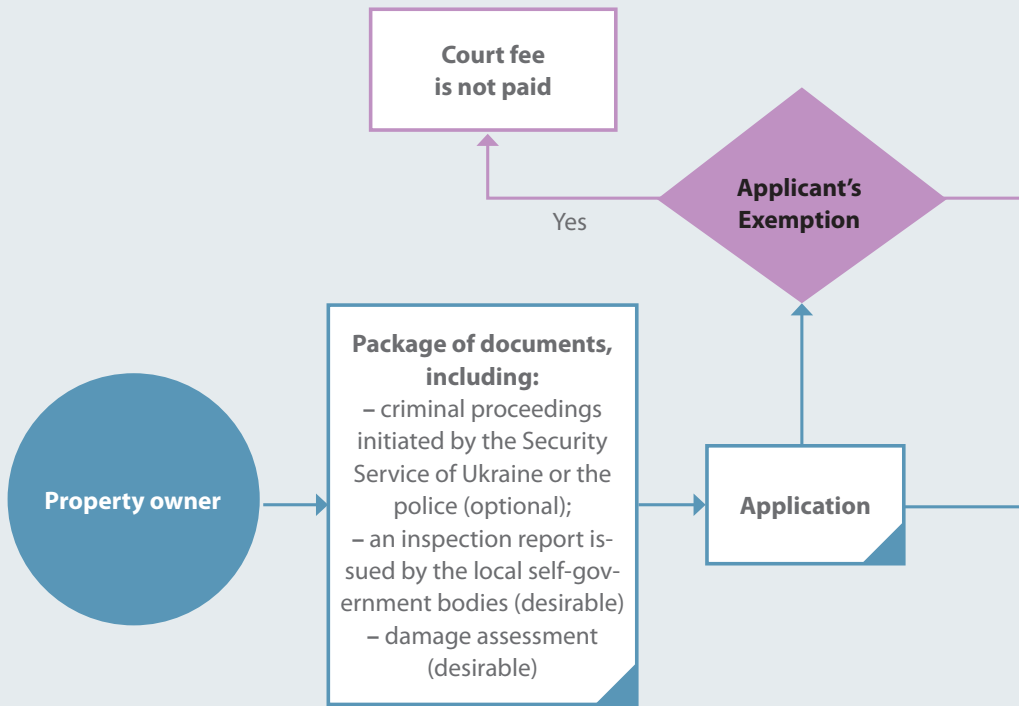 Court fee
is not paid
Applicant's
Exemption
Yes
Package of documents,
including:
– criminal proceedings
initiated by the Security
Service of Ukraine or the
police (optional);
– an inspection report is-
sued by the local self-gov-
ernment bodies (desirable)
– damage assessment
(desirable)
Property owner
Application